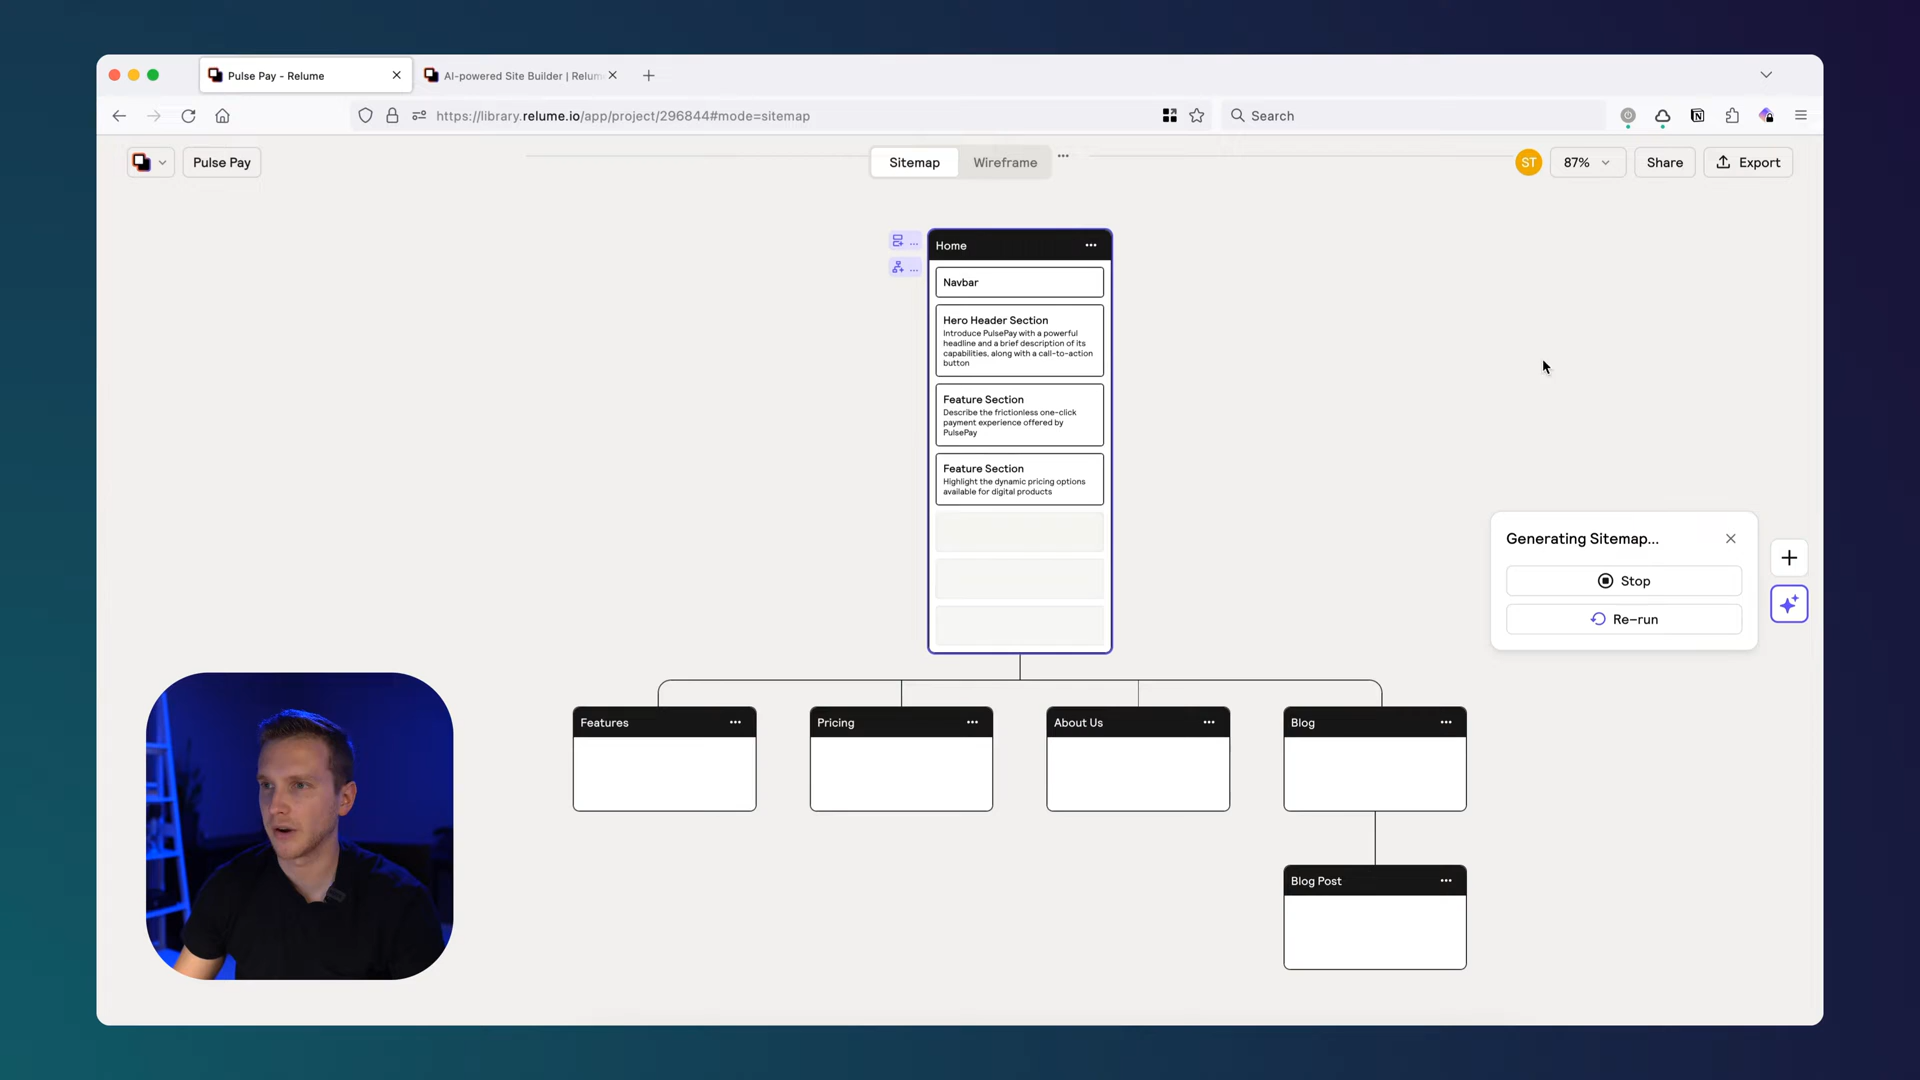 Pulse Pay - Relume
AI-powered Site Builder | Relum
https://library.relume.io/app/project/296844#mode=sitemap
Search
Pulse Pay
Sitemap
Wireframe
ST
87%
Share
Export
Home
Navbar
Hero Header Section
Introduce PulsePay with a powerful
headline and a brief description of its
capabilities, along with a call-to-action
button
Feature Section
Describe the frictionless one-click
payment experience offered by
PulsePay
Feature Section
Highlight the dynamic pricing options
available for digital products
Generating Sitemap...
Stop
Re-run
Features
Pricing
About Us
Blog
Blog Post